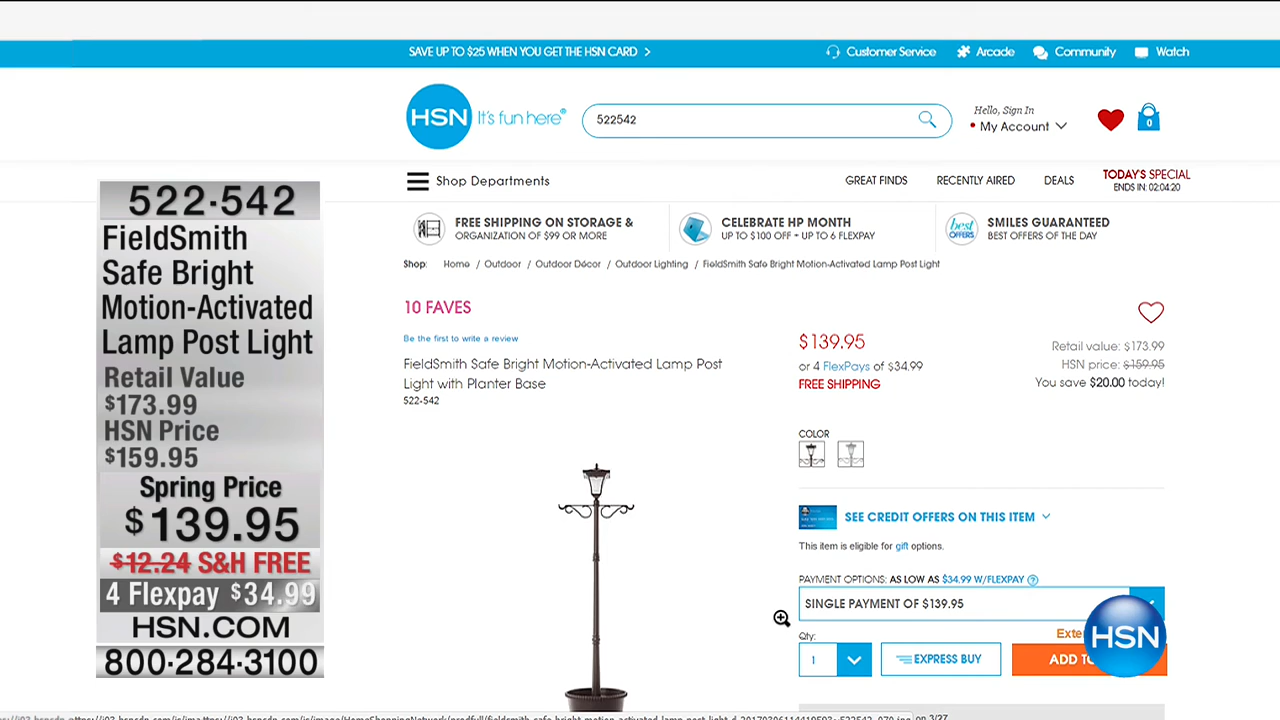 SAVE UP TO $25 WHEN YOU GET THE HSN CARD >
Customer Service
Arcade
Community
Watch
HSN It's fun here®
522542
Hello, Sign In
My Account
0
Shop Departments
GREAT FINDS
RECENTLY AIRED
DEALS
TODAY'S SPECIAL
ENDS IN: 02:04:20
FREE SHIPPING ON STORAGE &
ORGANIZATION OF $99 OR MORE
CELEBRATE HP MONTH
UP TO $100 OFF + UP TO 6 FLEXPAY
best OFFERS
SMILES GUARANTEED
BEST OFFERS OF THE DAY
Shop: Home / Outdoor / Outdoor Décor / Outdoor Lighting / FieldSmith Safe Bright Motion-Activated Lamp Post Light
522-542
FieldSmith
Safe Bright
Motion-Activated
Lamp Post Light
Retail Value
$173.99
HSN Price
$159.95
Spring Price
$139.95
$12.24 S&H FREE
4 Flexpay $34.99
HSN.COM
800-284-3100
10 FAVES
Be the first to write a review
FieldSmith Safe Bright Motion-Activated Lamp Post
Light with Planter Base
522-542
$139.95
or 4 FlexPays of $34.99
FREE SHIPPING
Retail value: $173.99
HSN price: $159.95
You save $20.00 today!
COLOR
SEE CREDIT OFFERS ON THIS ITEM
This item is eligible for gift options.
PAYMENT OPTIONS: AS LOW AS $34.99 W/FLEXPAY ?
SINGLE PAYMENT OF $139.95
Qty:
1
EXPRESS BUY
ADD
HSN